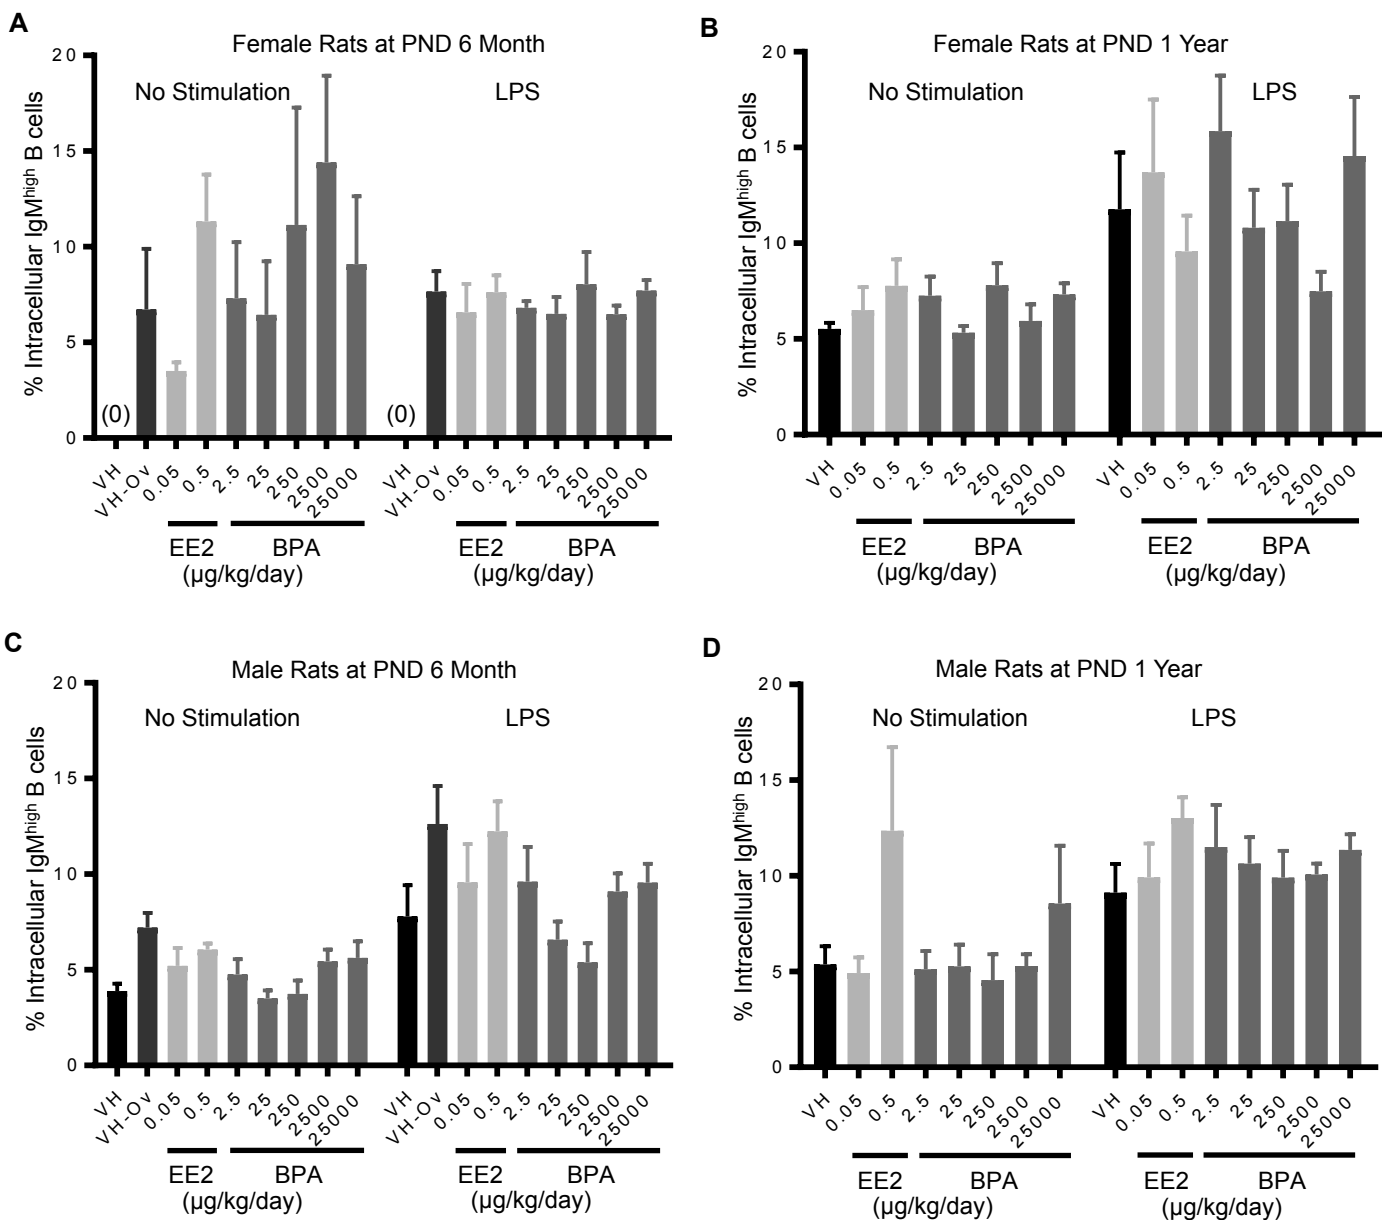 A
Female Rats at PND 6 Month
No Stimulation
LPS
% Intracellular IgMhigh B cells
20
15
10
5
0
(0)
(0)
VH
VH-Ov
0.05
0.5
2.5
25
250
2500
25000
VH
VH-Ov
0.05
0.5
2.5
25
250
2500
25000
EE2
BPA
(µg/kg/day)
EE2
BPA
(µg/kg/day)
B
Female Rats at PND 1 Year
No Stimulation
LPS
% Intracellular IgMhigh B cells
20
15
10
5
0
VH
0.05
0.5
2.5
25
250
2500
25000
VH
0.05
0.5
2.5
25
250
2500
25000
EE2
BPA
(µg/kg/day)
EE2
BPA
(µg/kg/day)
C
Male Rats at PND 6 Month
No Stimulation
LPS
% Intracellular IgMhigh B cells
20
15
10
5
0
VH
VH-Ov
0.05
0.5
2.5
25
250
2500
25000
VH
VH-Ov
0.05
0.5
2.5
25
250
2500
25000
EE2
BPA
(µg/kg/day)
EE2
BPA
(µg/kg/day)
D
Male Rats at PND 1 Year
No Stimulation
LPS
% Intracellular IgMhigh B cells
20
15
10
5
0
VH
0.05
0.5
2.5
25
250
2500
25000
VH
0.05
0.5
2.5
25
250
2500
25000
EE2
BPA
(µg/kg/day)
EE2
BPA
(µg/kg/day)